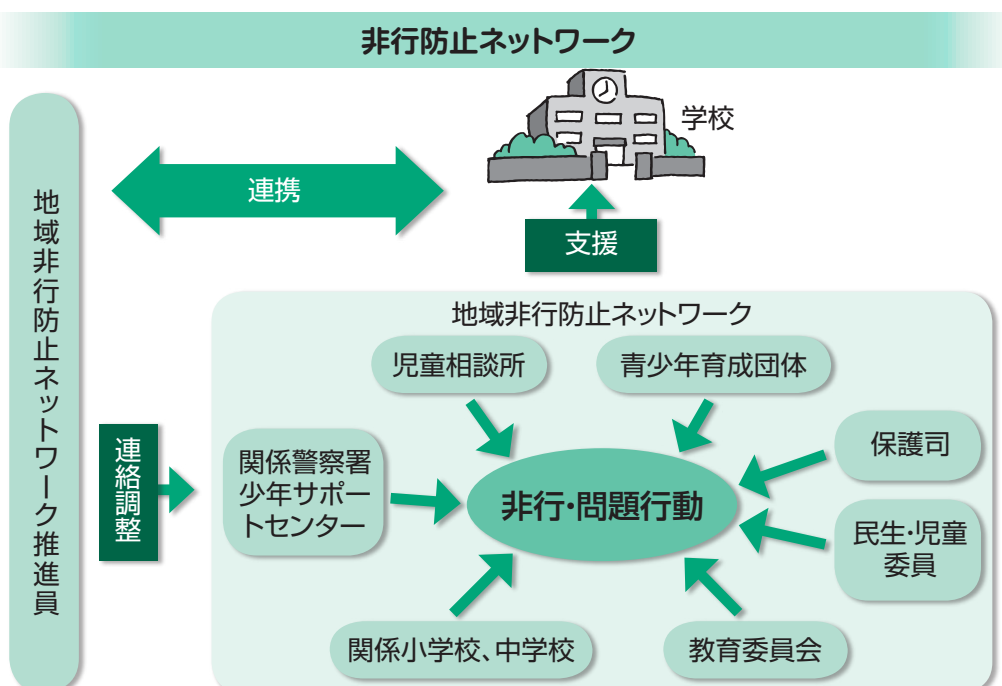 非行防止ネットワーク
学校
連携
地域非行防止ネットワーク推進員
支援
地域非行防止ネットワーク
児童相談所
青少年育成団体
連絡調整
関係警察署
少年サポー
トセンター
非行・問題行動
保護司
民生・児童
委員
関係小学校、中学校
教育委員会